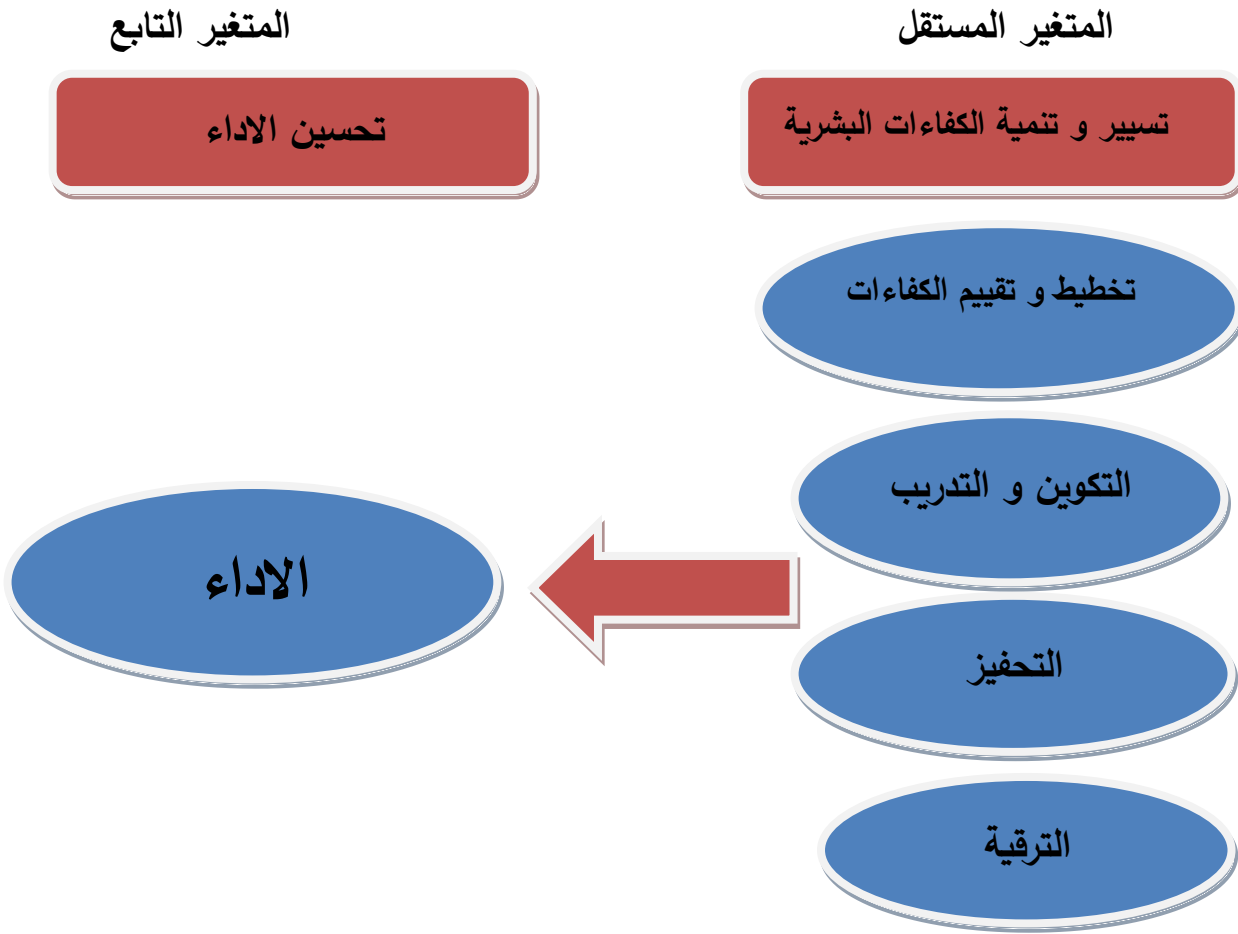 المتغير المستقل
المتغير التابع
تسيير و تنمية الكفاءات البشرية
تحسين الاداء
تخطيط و تقييم الكفاءات
التكوين و التدريب
الاداء
التحفيز
الترقية